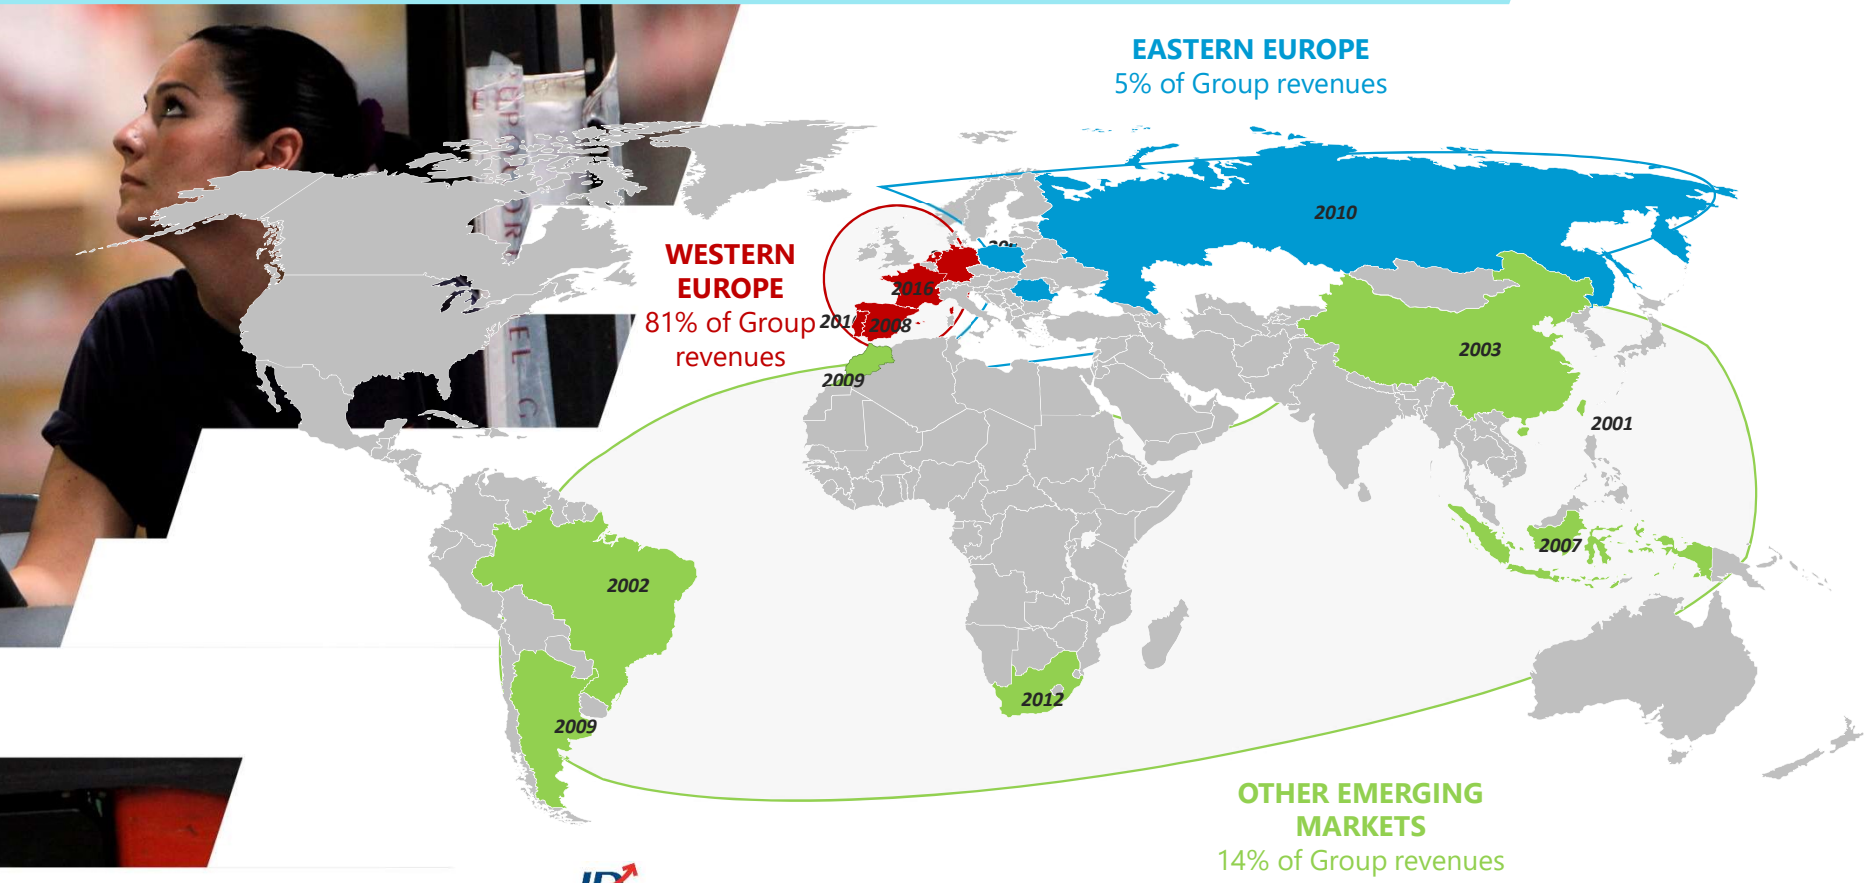 EASTERN EUROPE
5% of Group revenues
2010
WESTERN
EUROPE
81% of Group
revenues
2016
2008
2009
2003
2001
2007
2002
2012
2009
OTHER EMERGING
MARKETS
14% of Group revenues